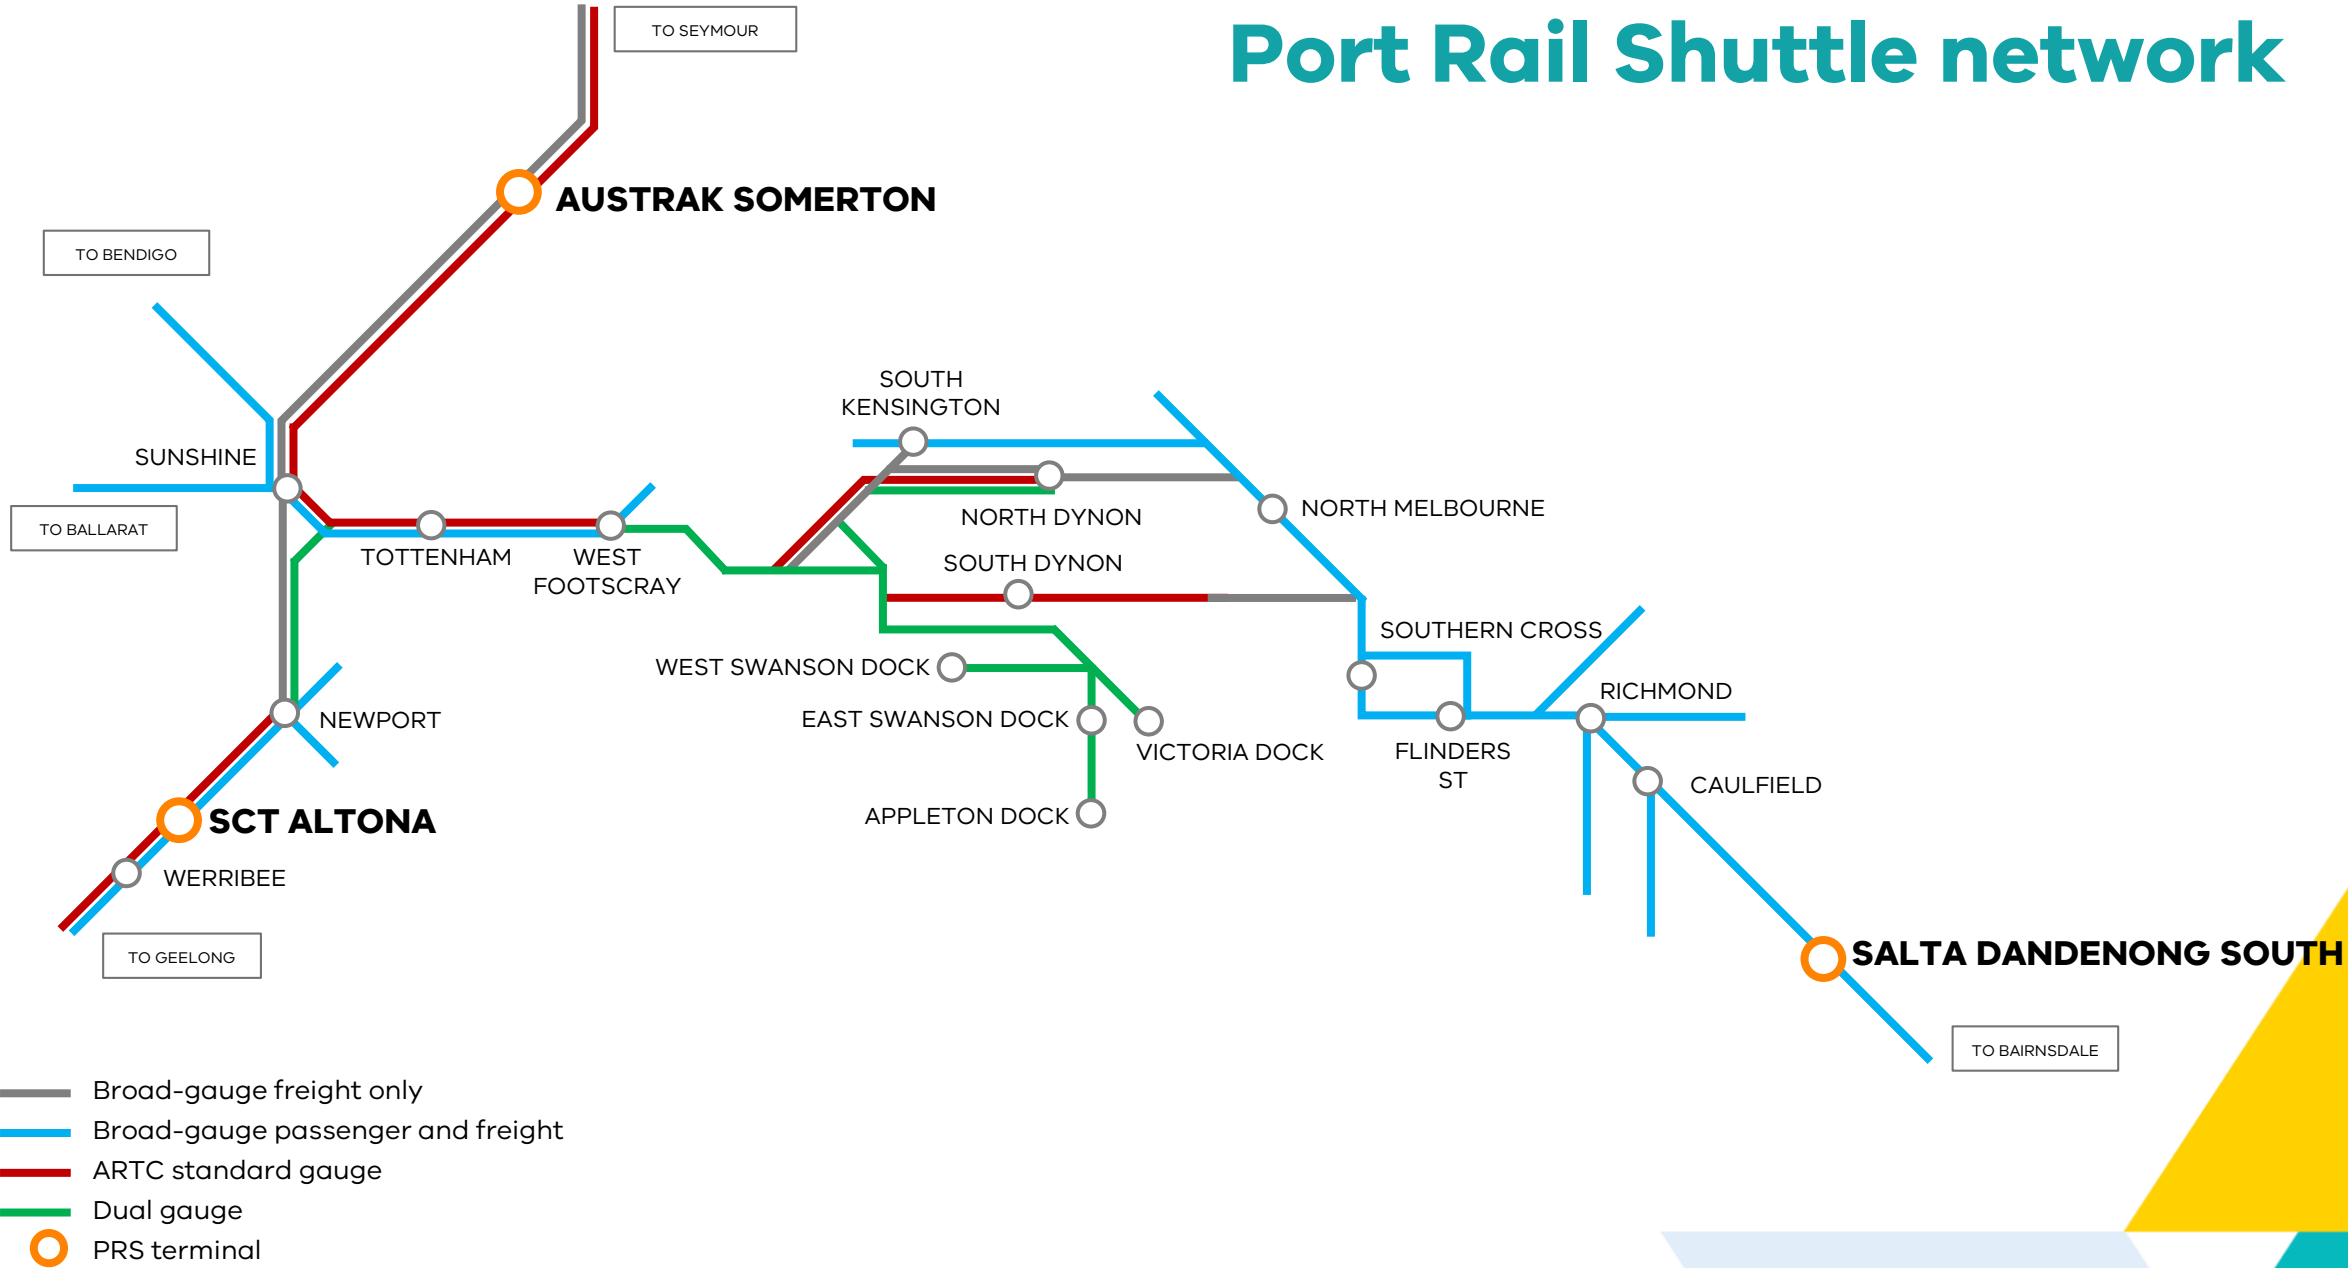 Port Rail Shuttle network
TO SEYMOUR
AUSTRAK SOMERTON
TO BENDIGO
SOUTH
KENSINGTON
SUNSHINE
TO BALLARAT
TOTTENHAM
WEST
FOOTSCRAY
NORTH DYNON
NORTH MELBOURNE
SOUTH DYNON
SOUTHERN CROSS
WEST SWANSON DOCK
RICHMOND
NEWPORT
EAST SWANSON DOCK
VICTORIA DOCK
FLINDERS
ST
CAULFIELD
SCT ALTONA
APPLETON DOCK
WERRIBEE
TO GEELONG
SALTA DANDENONG SOUTH
TO BAIRNSDALE
Broad-gauge freight only
Broad-gauge passenger and freight
ARTC standard gauge
Dual gauge
PRS terminal